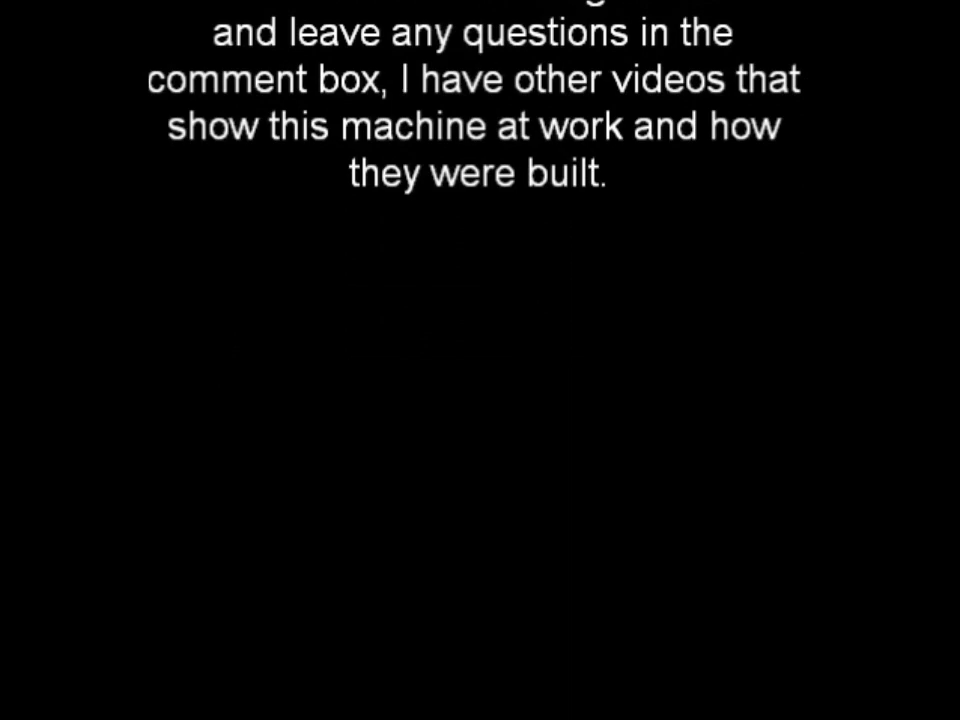 and leave any questions in the
comment box, I have other videos that
show this machine at work and how
they were built.